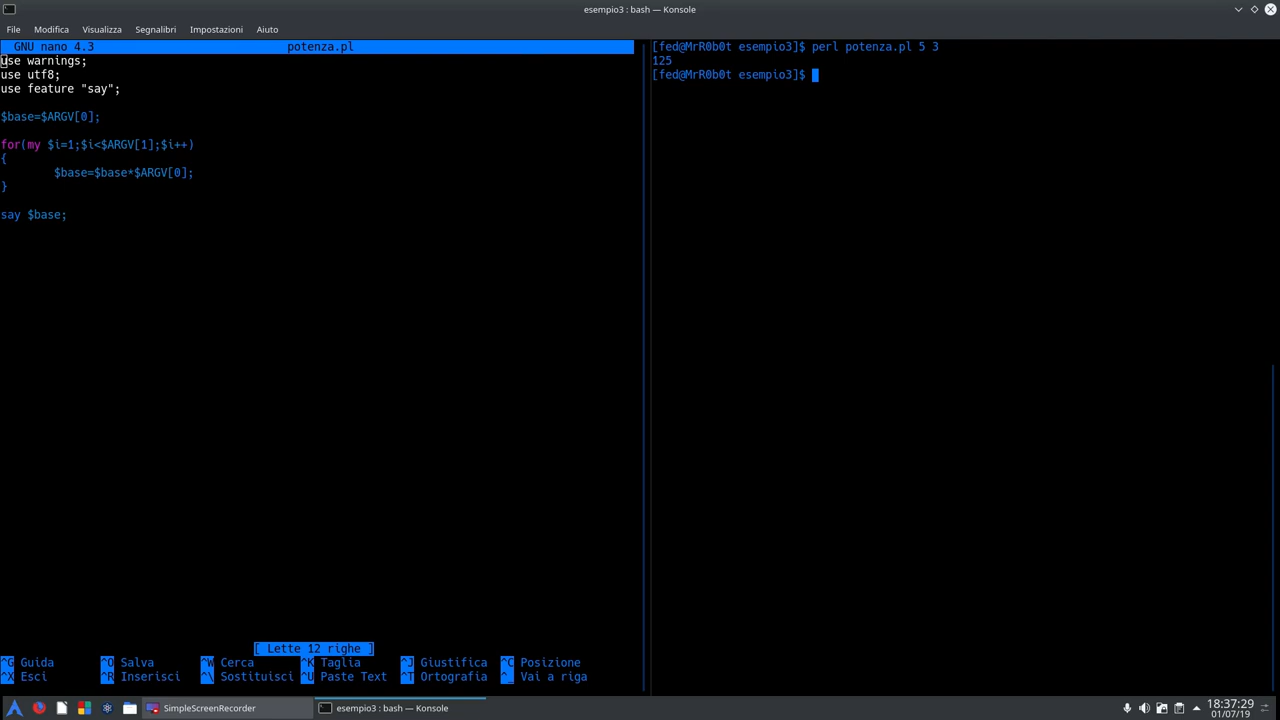 esempio3 : bash — Konsole
File Modifica Visualizza Segnalibri Impostazioni Aiuto
GNU nano 4.3 potenza.pl
use warnings;
use utf8;
use feature "say";
$base=$ARGV[0];
for(my $i=1;$i<$ARGV[1];$i++)
{
$base=$base*$ARGV[0];
}
say $base;
[ Lette 12 righe ]
^G Guida ^O Salva ^W Cerca ^K Taglia ^J Giustifica ^C Posizione
^X Esci ^R Inserisci ^\ Sostituisci ^U Paste Text ^T Ortografia ^_ Vai a riga
[fed@MrR0b0t esempio3]$ perl potenza.pl 5 3
125
[fed@MrR0b0t esempio3]$
SimpleScreenRecorder
esempio3 : bash — Konsole
18:37:29
01/07/19